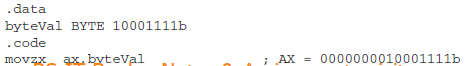 .data
byteVal BYTE 10001111b
.code
movzx ax,byteVal ; AX = 0000000010001111b